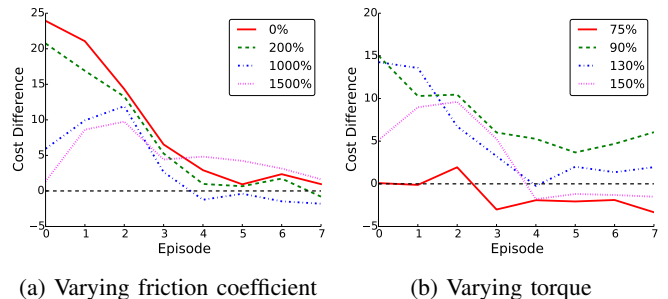 25
20
15
10
5
0
−5
0 1 2 3 4 5 6 7
Cost Difference
Episode
0%
200%
1000%
1500%
(a) Varying friction coefficient
20
15
10
5
0
−5
0 1 2 3 4 5 6 7
Cost Difference
Episode
75%
90%
130%
150%
(b) Varying torque